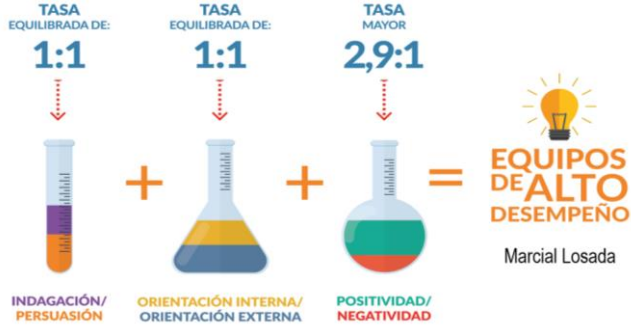 TASA
EQUILIBRADA DE:
1:1
TASA
EQUILIBRADA DE:
1:1
TASA
MAYOR
2,9:1
+
+
=
EQUIPOS
DE ALTO
DESEMPEÑO
Marcial Losada
INDAGACIÓN/
PERSUASIÓN
ORIENTACIÓN INTERNA/
ORIENTACIÓN EXTERNA
POSITIVIDAD/
NEGATIVIDAD